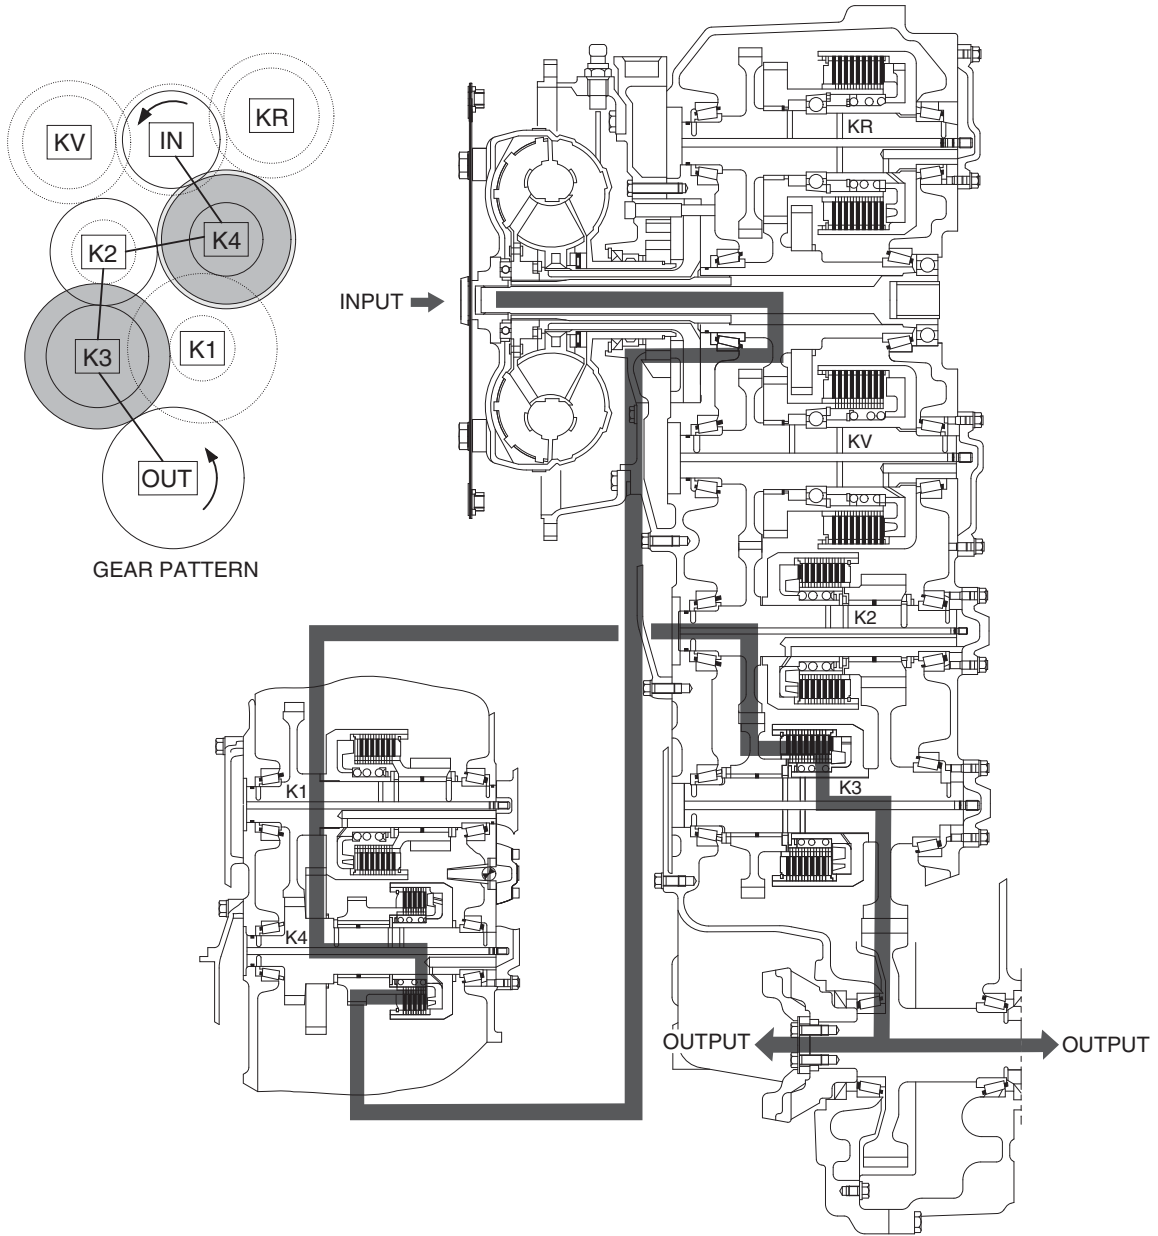 KR
KV
IN
K2
K4
K3
K1
OUT
GEAR PATTERN
INPUT
KR
KV
K2
K3
K1
K4
OUTPUT
OUTPUT